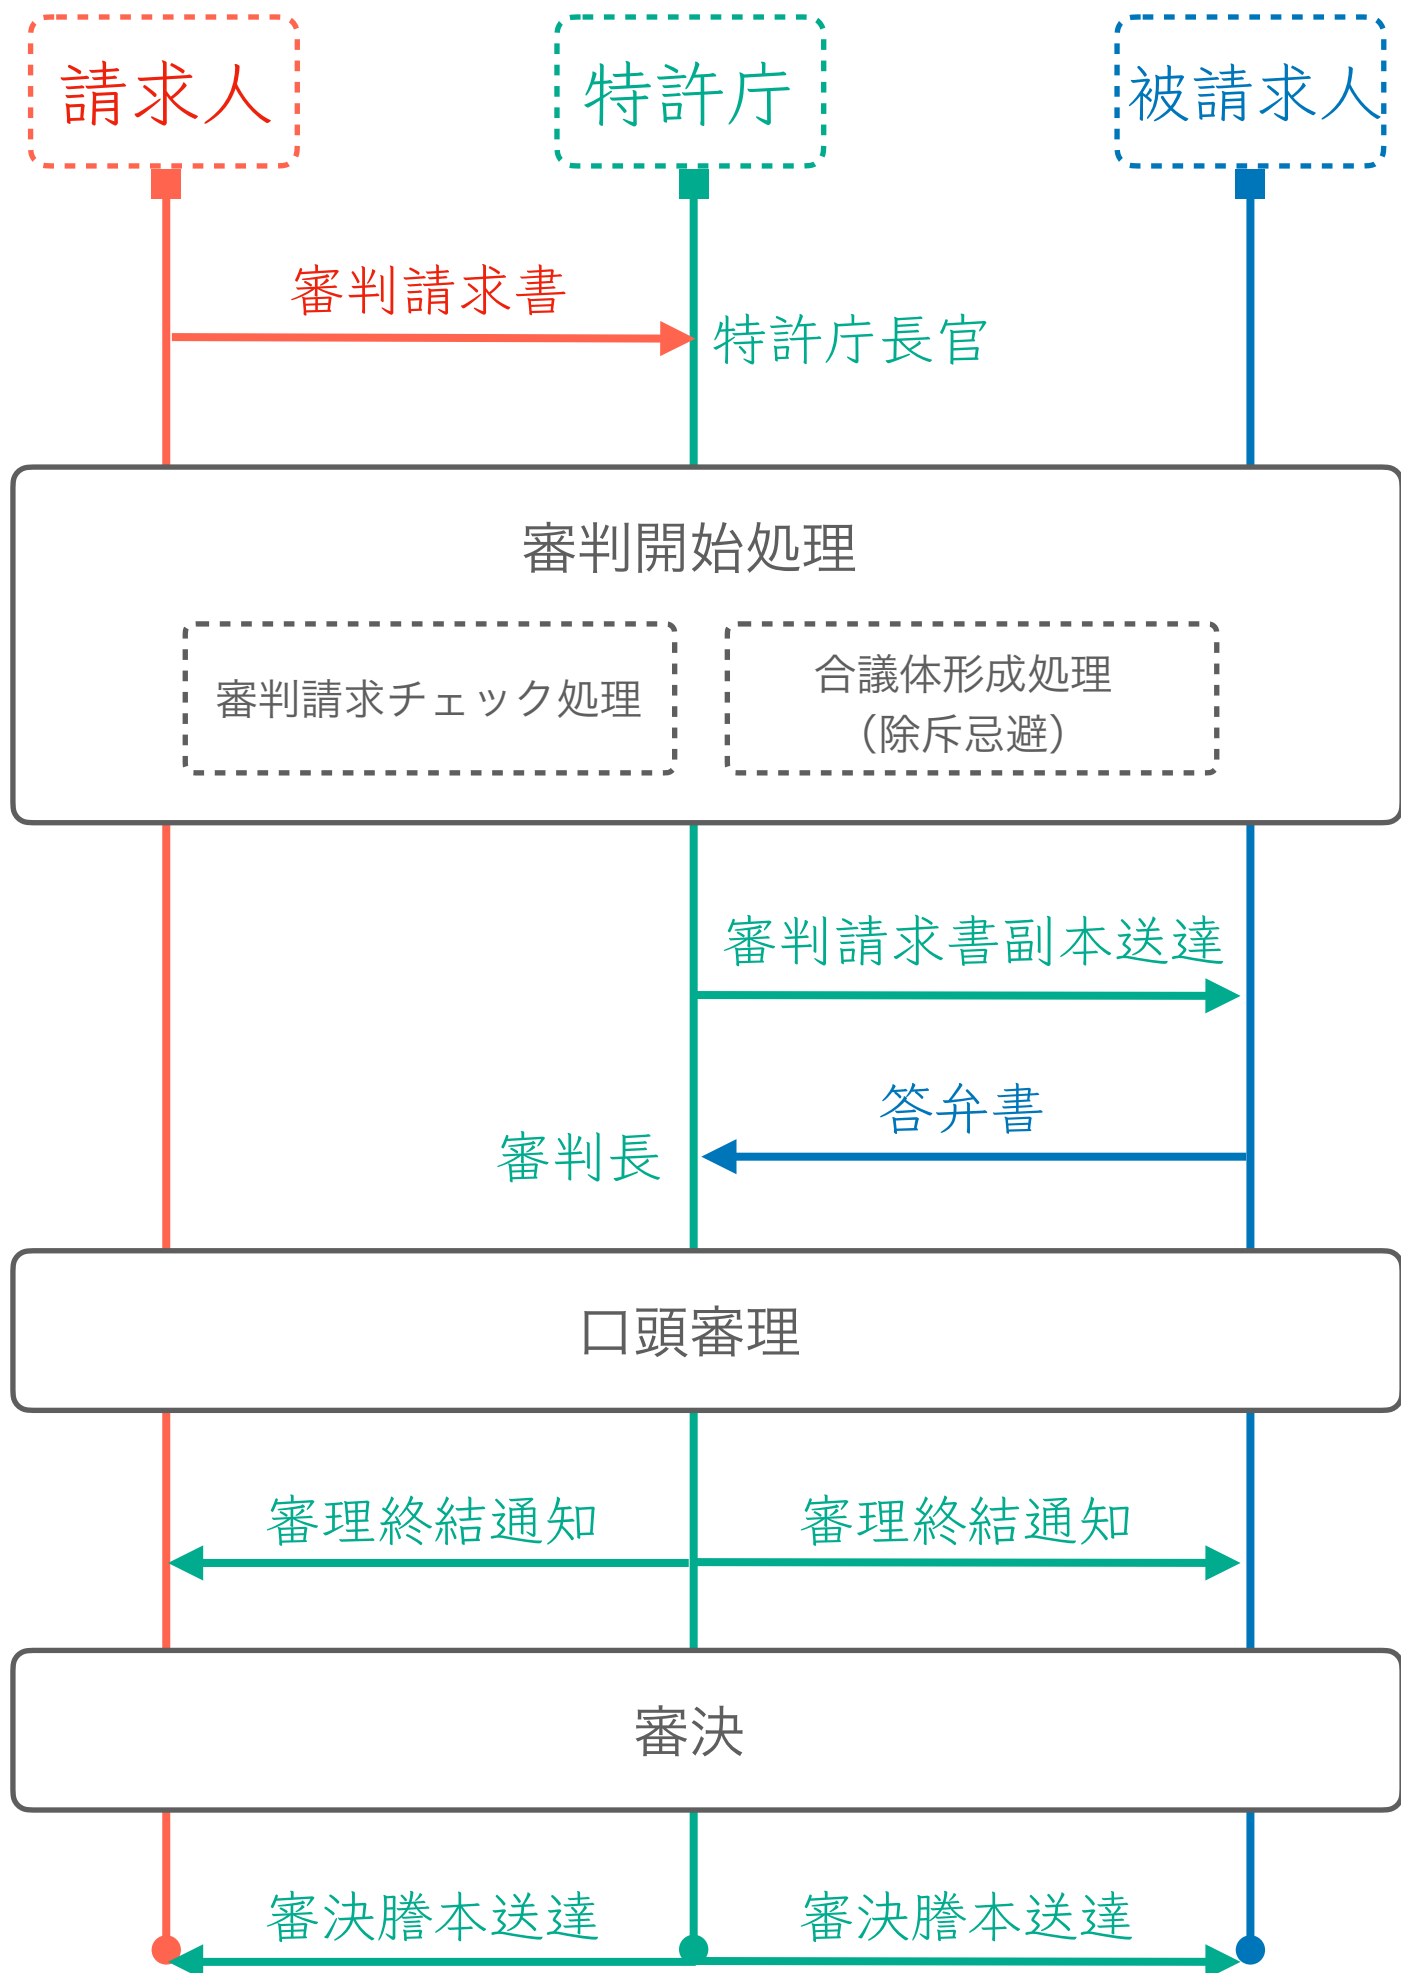 請求人
特許庁
被請求人
審判請求書
特許庁長官
審判開始処理
審判請求チェック処理
合議体形成処理
（除斥忌避）
審判請求書副本送達
答弁書
審判長
口頭審理
審理終結通知
審理終結通知
審決
審決謄本送達
審決謄本送達